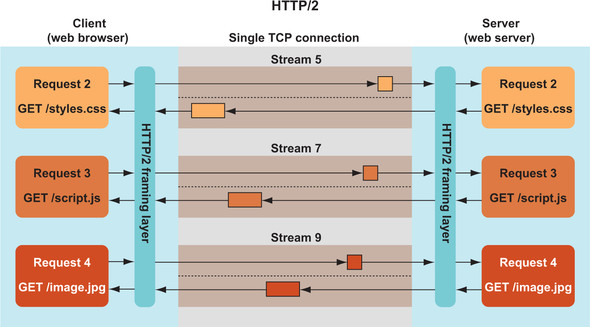 HTTP/2
Client
(web browser)
Single TCP connection
Server
(web server)
Stream 5
Request 2
GET /styles.css
Request 2
GET /styles.css
HTTP/2 framing layer
HTTP/2 framing layer
Stream 7
Request 3
GET /script.js
Request 3
GET /script.js
Stream 9
Request 4
GET /image.jpg
Request 4
GET /image.jpg